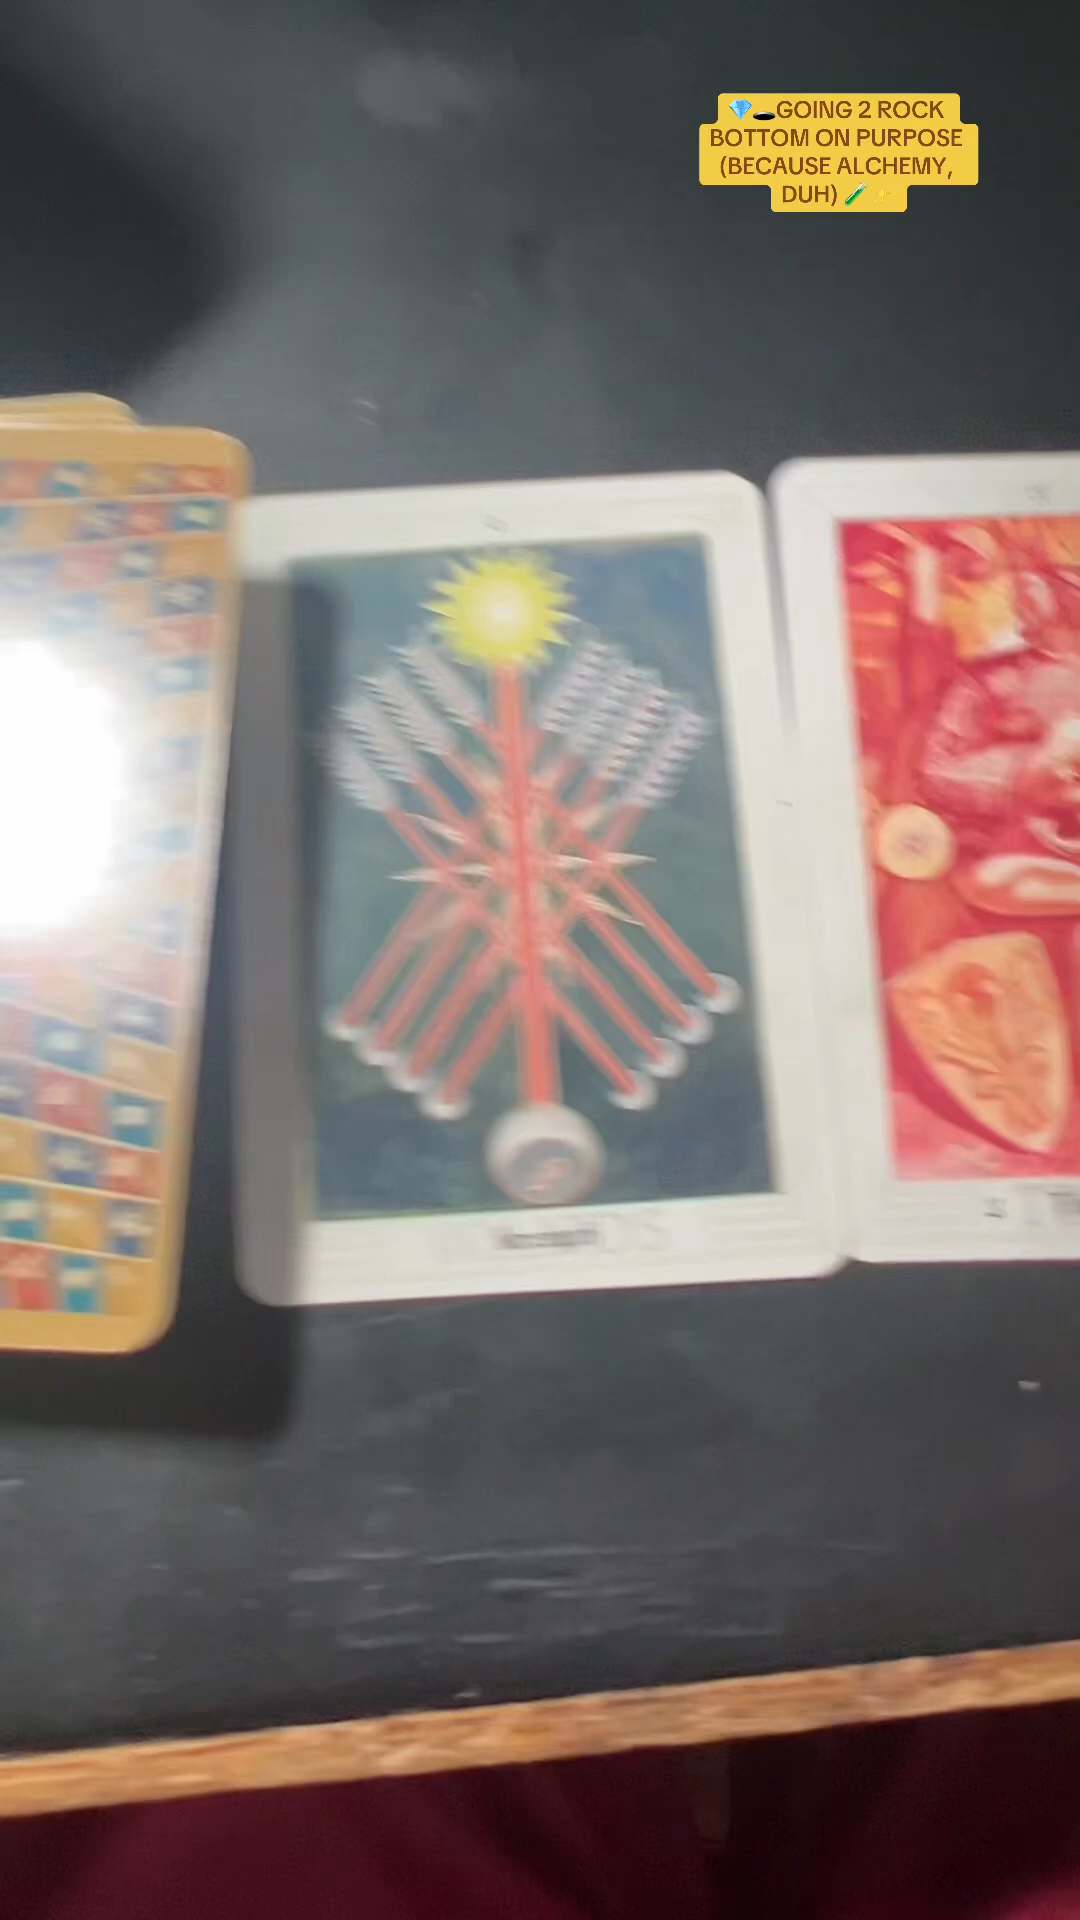 💎🕳️GOING 2 ROCK
BOTTOM ON PURPOSE
(BECAUSE ALCHEMY,
DUH) 🧪✨